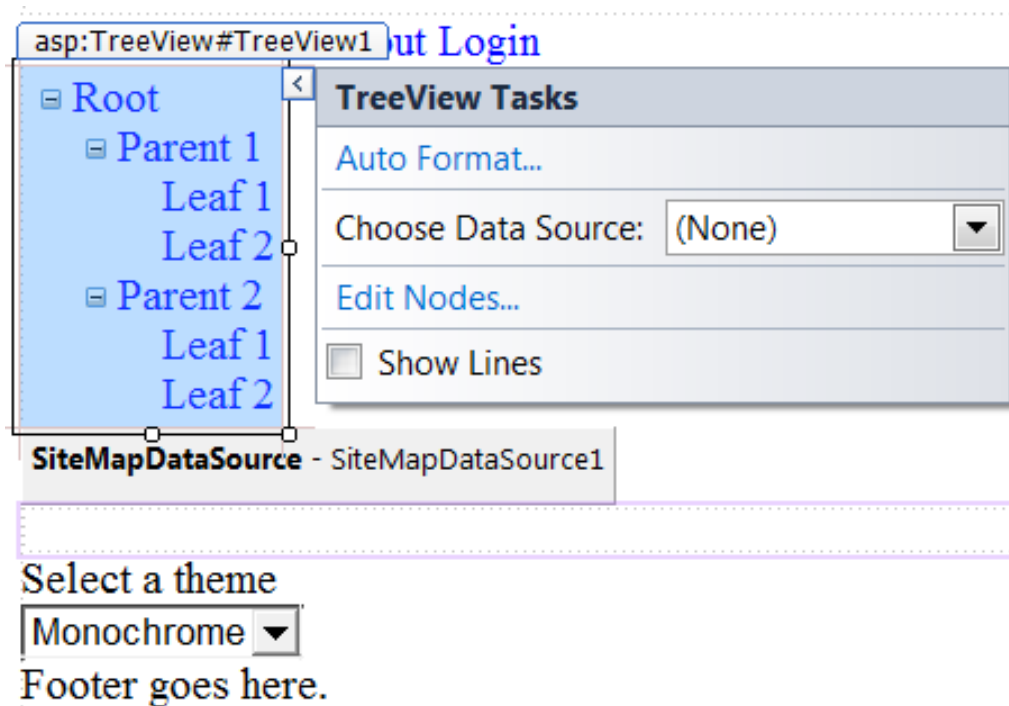 asp:TreeView#TreeView1 ut Login
Root
Parent 1
Leaf 1
Leaf 2
Parent 2
Leaf 1
Leaf 2
TreeView Tasks
Auto Format...
Choose Data Source: (None)
Edit Nodes...
Show Lines
SiteMapDataSource - SiteMapDataSource1
Select a theme
Monochrome
Footer goes here.